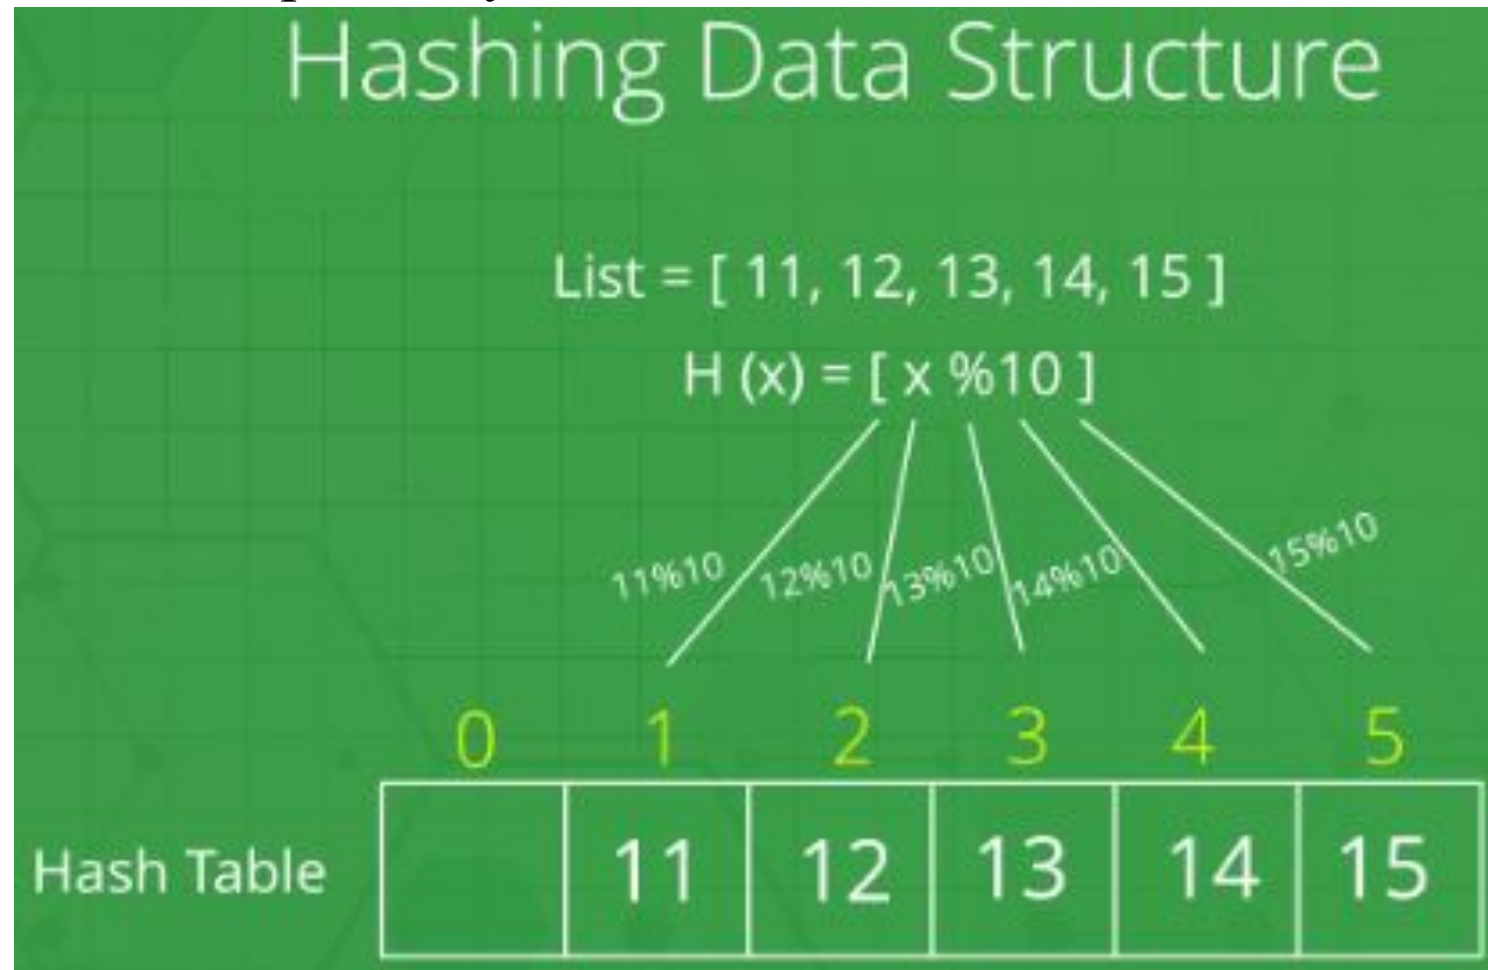 Hashing Data Structure
List = [ 11, 12, 13, 14, 15 ]
H (x) = [ x %10 ]
11%10 12%10 13%10 14%10 15%10
0 1 2 3 4 5
Hash Table 11 12 13 14 15